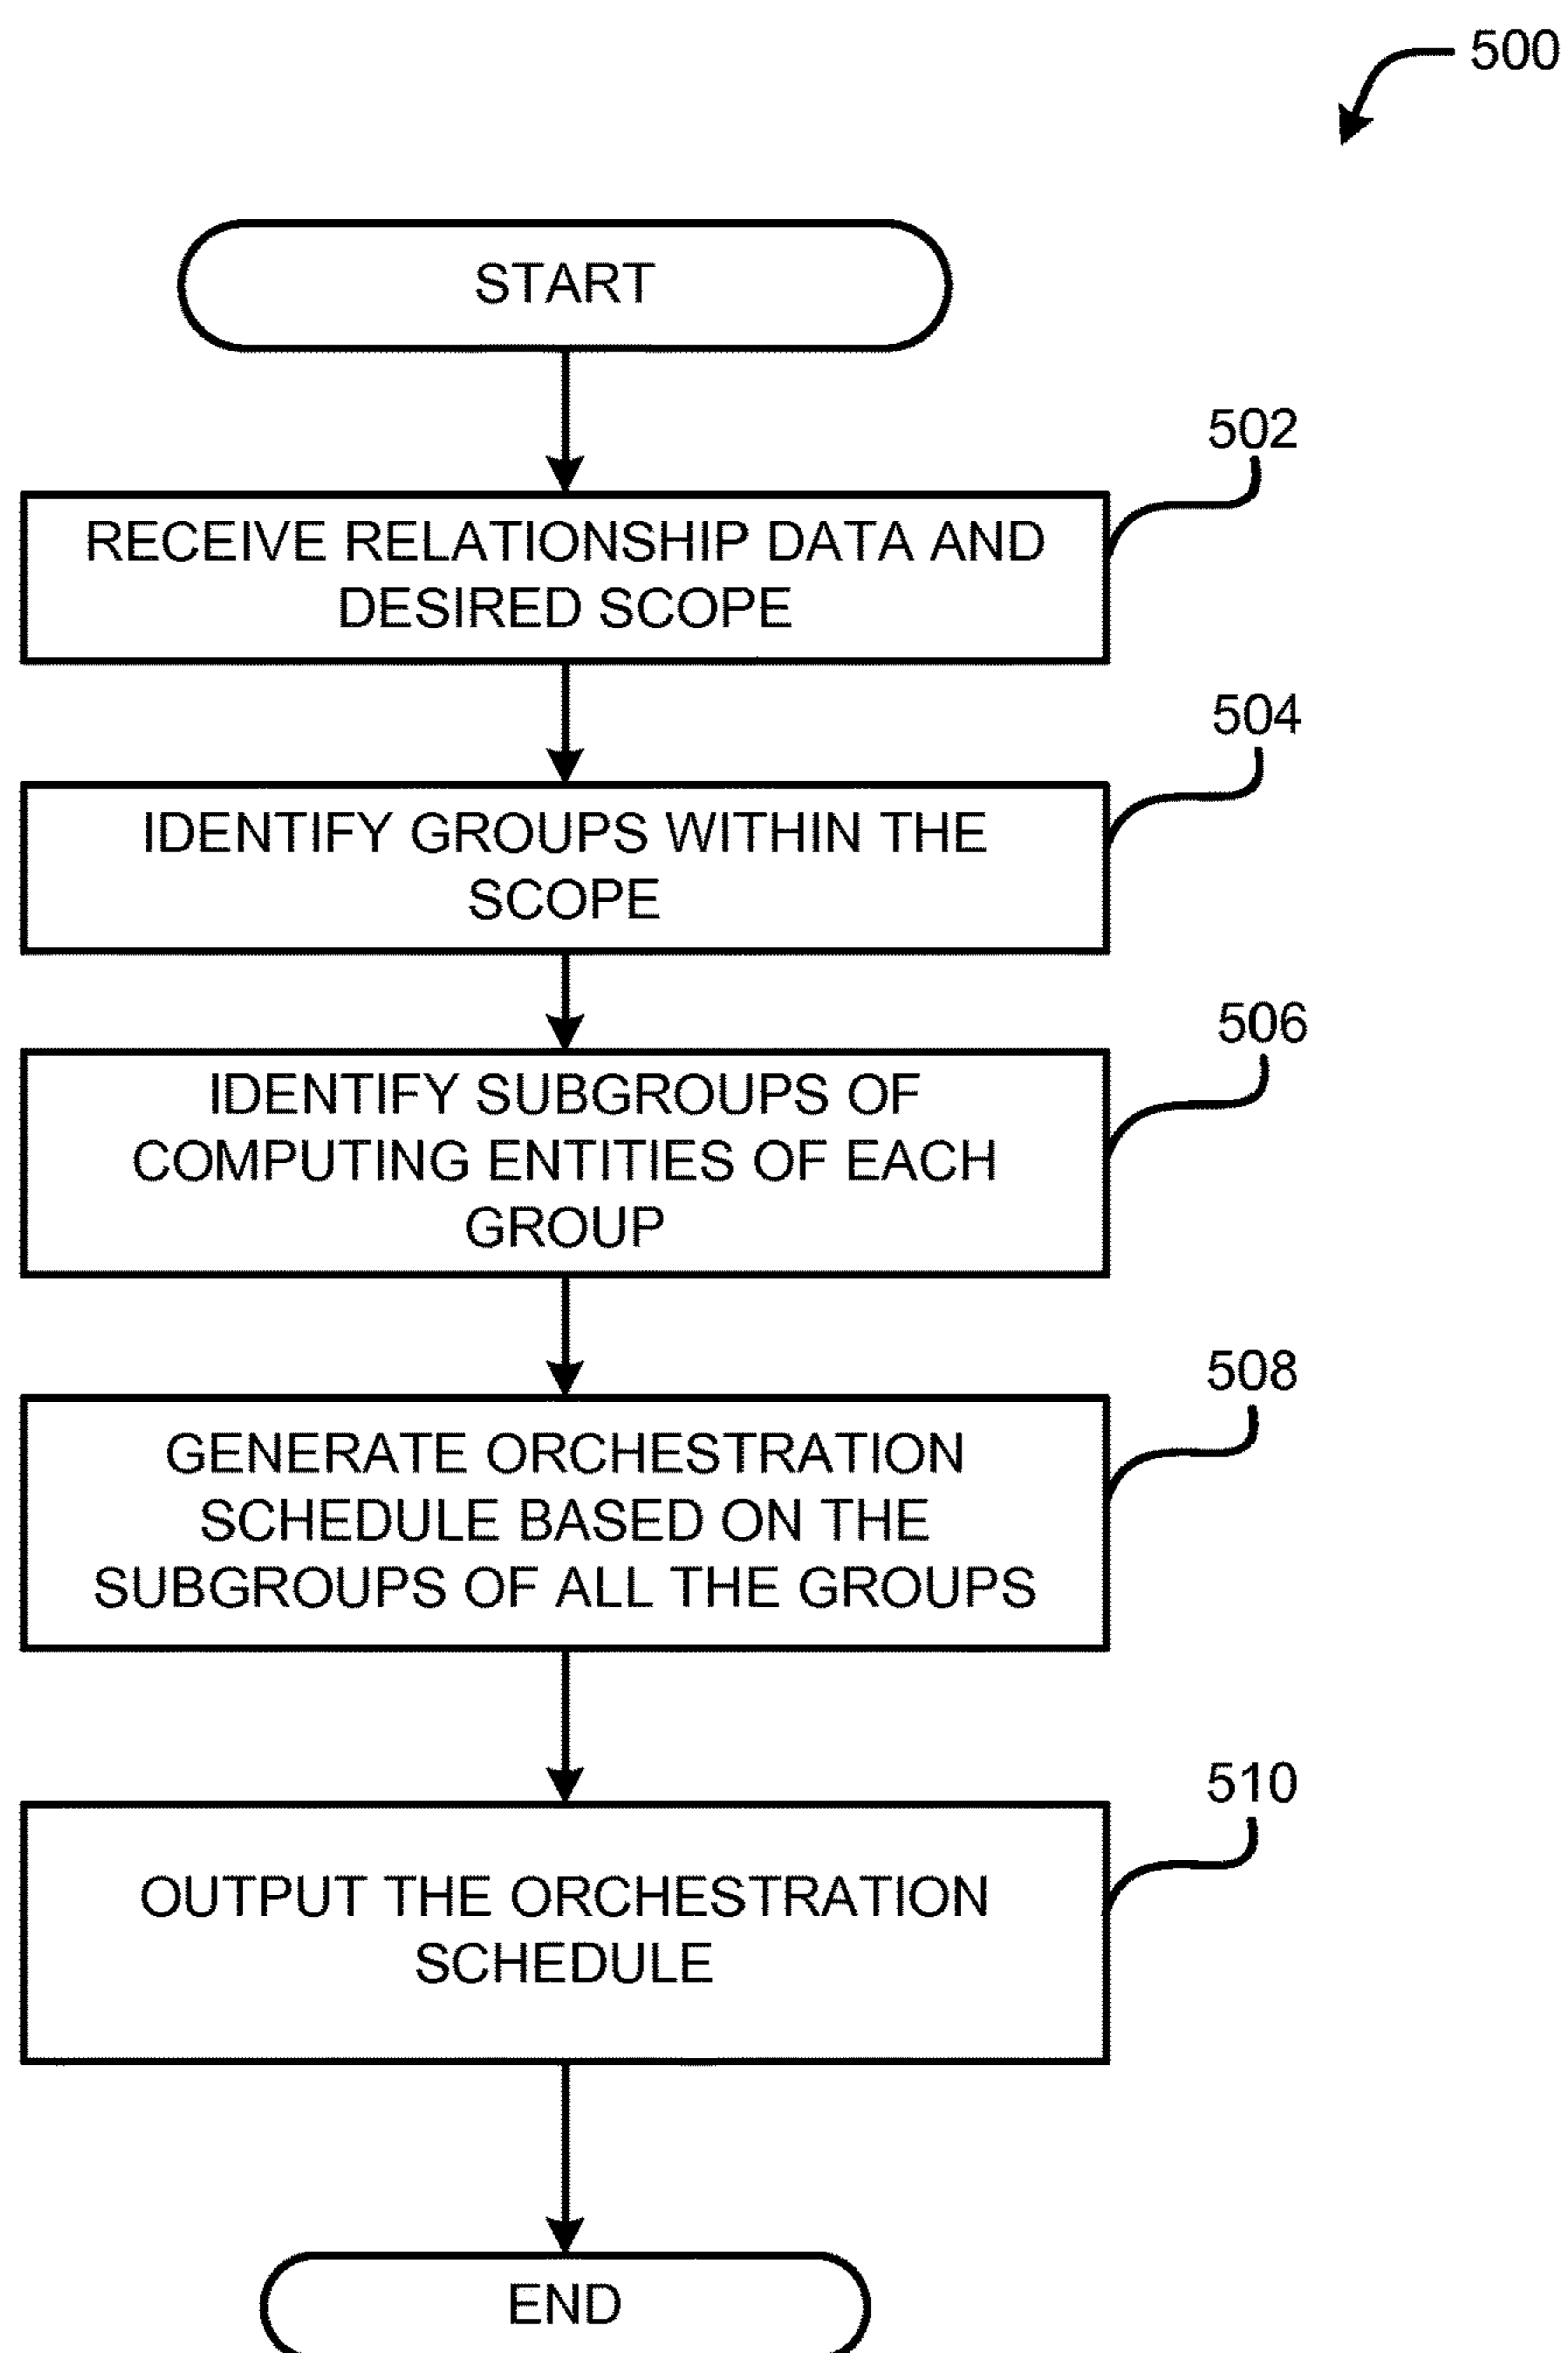 500
START
502
RECEIVE RELATIONSHIP DATA AND
DESIRED SCOPE
504
IDENTIFY GROUPS WITHIN THE
SCOPE
506
IDENTIFY SUBGROUPS OF
COMPUTING ENTITIES OF EACH
GROUP
508
GENERATE ORCHESTRATION
SCHEDULE BASED ON THE
SUBGROUPS OF ALL THE GROUPS
510
OUTPUT THE ORCHESTRATION
SCHEDULE
END